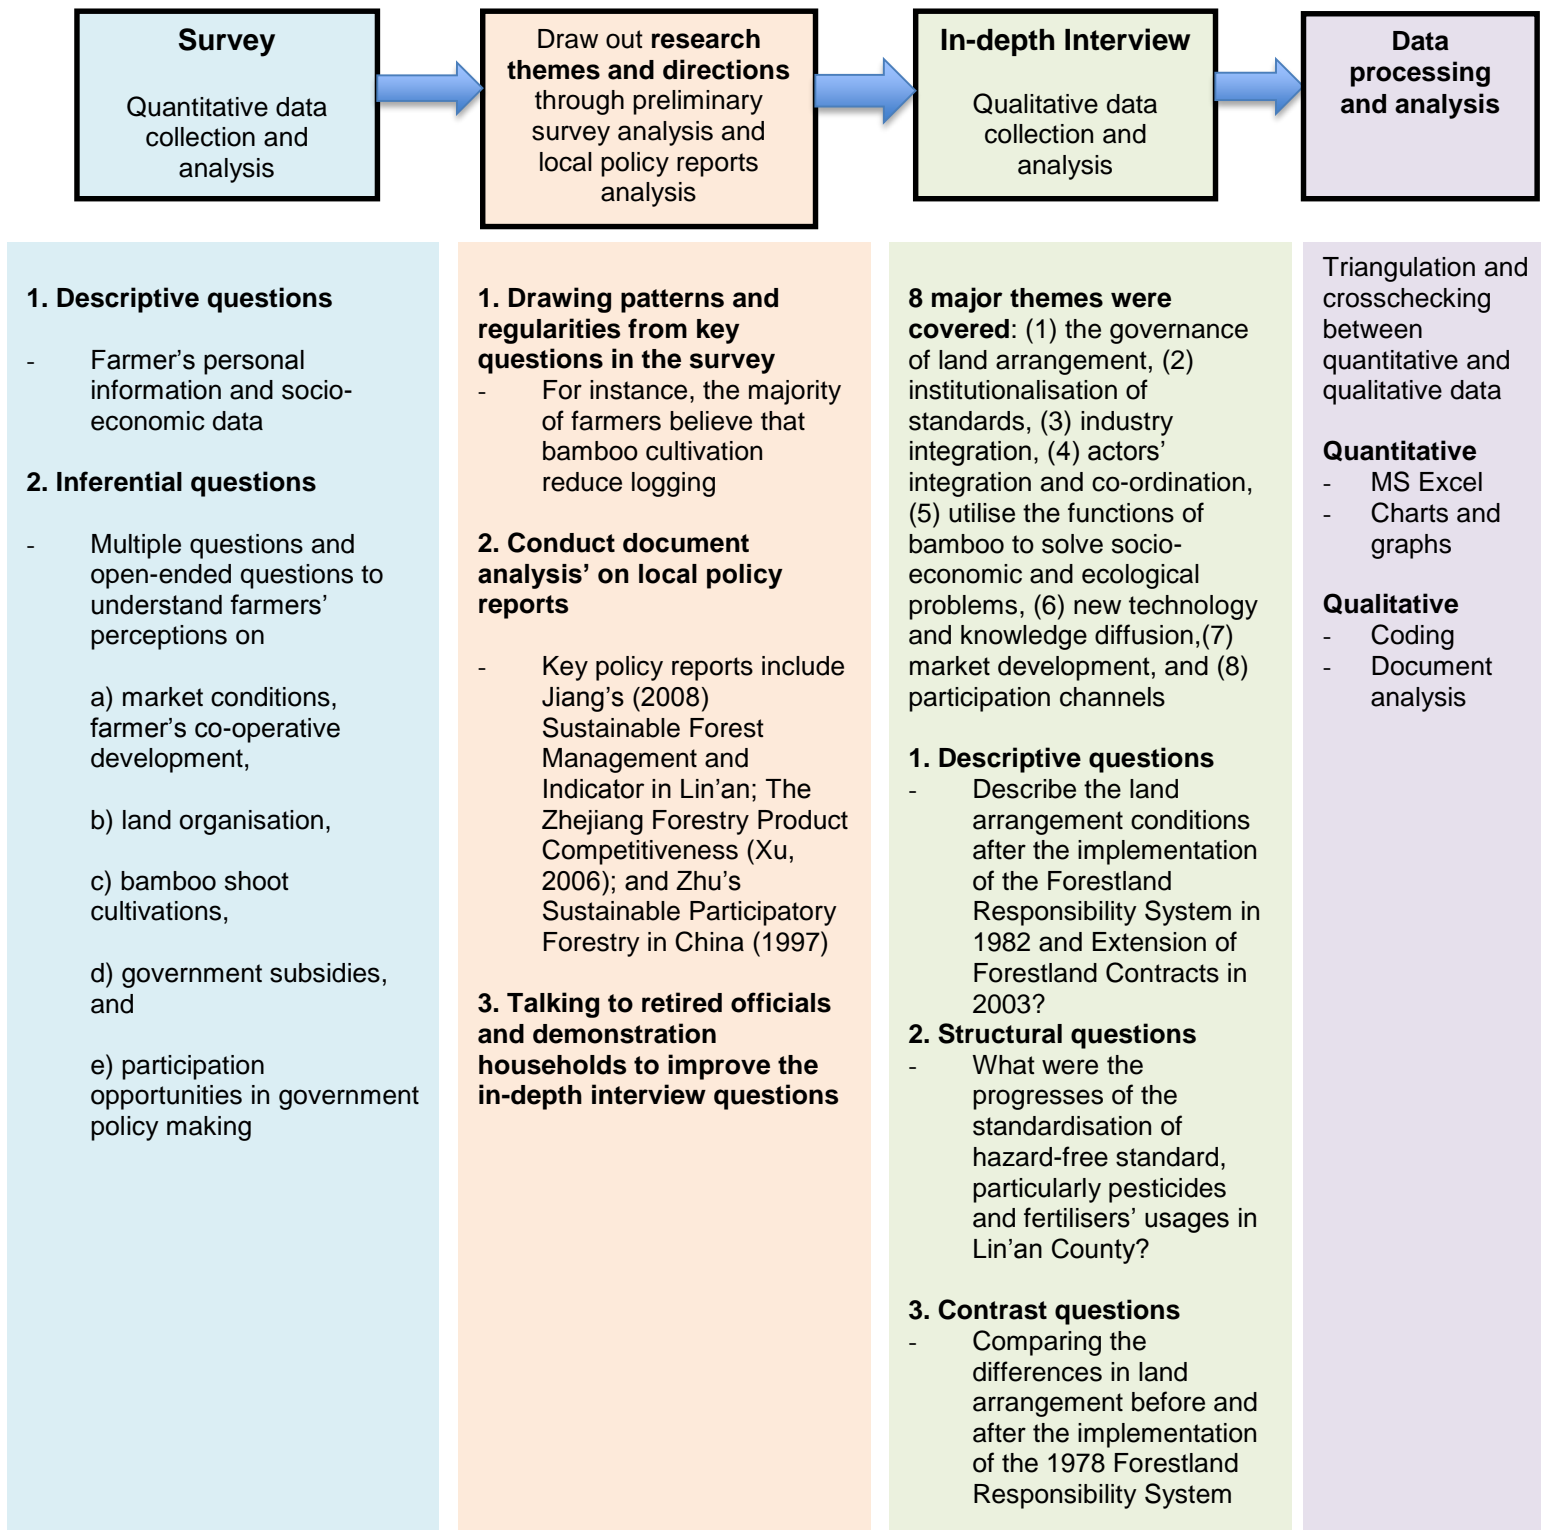 Survey
Quantitative data
collection and
analysis
Draw out research
themes and directions
through preliminary
survey analysis and
local policy reports
analysis
In-depth Interview
Qualitative data
collection and
analysis
Data
processing
and analysis
1. Descriptive questions
- Farmer's personal
information and socio-
economic data
2. Inferential questions
- Multiple questions and
open-ended questions to
understand farmers’
perceptions on
a) market conditions,
farmer’s co-operative
development,
b) land organisation,
c) bamboo shoot
cultivations,
d) government subsidies,
and
e) participation
opportunities in government
policy making
1. Drawing patterns and
regularities from key
questions in the survey
- For instance, the majority
of farmers believe that
bamboo cultivation
reduce logging
2. Conduct document
analysis’ on local policy
reports
- Key policy reports include
Jiang’s (2008)
Sustainable Forest
Management and
Indicator in Lin’an; The
Zhejiang Forestry Product
Competitiveness (Xu,
2006); and Zhu’s
Sustainable Participatory
Forestry in China (1997)
3. Talking to retired officials
and demonstration
households to improve the
in-depth interview questions
8 major themes were
covered: (1) the governance
of land arrangement, (2)
institutionalisation of
standards, (3) industry
integration, (4) actors’
integration and co-ordination,
(5) utilise the functions of
bamboo to solve socio-
economic and ecological
problems, (6) new technology
and knowledge diffusion,(7)
market development, and (8)
participation channels
1. Descriptive questions
- Describe the land
arrangement conditions
after the implementation
of the Forestland
Responsibility System in
1982 and Extension of
Forestland Contracts in
2003?
2. Structural questions
- What were the
progresses of the
standardisation of
hazard-free standard,
particularly pesticides
and fertilisers’ usages in
Lin’an County?
3. Contrast questions
- Comparing the
differences in land
arrangement before and
after the implementation
of the 1978 Forestland
Responsibility System
Triangulation and
crosschecking
between
quantitative and
qualitative data
Quantitative
- MS Excel
- Charts and
graphs
Qualitative
- Coding
- Document
analysis